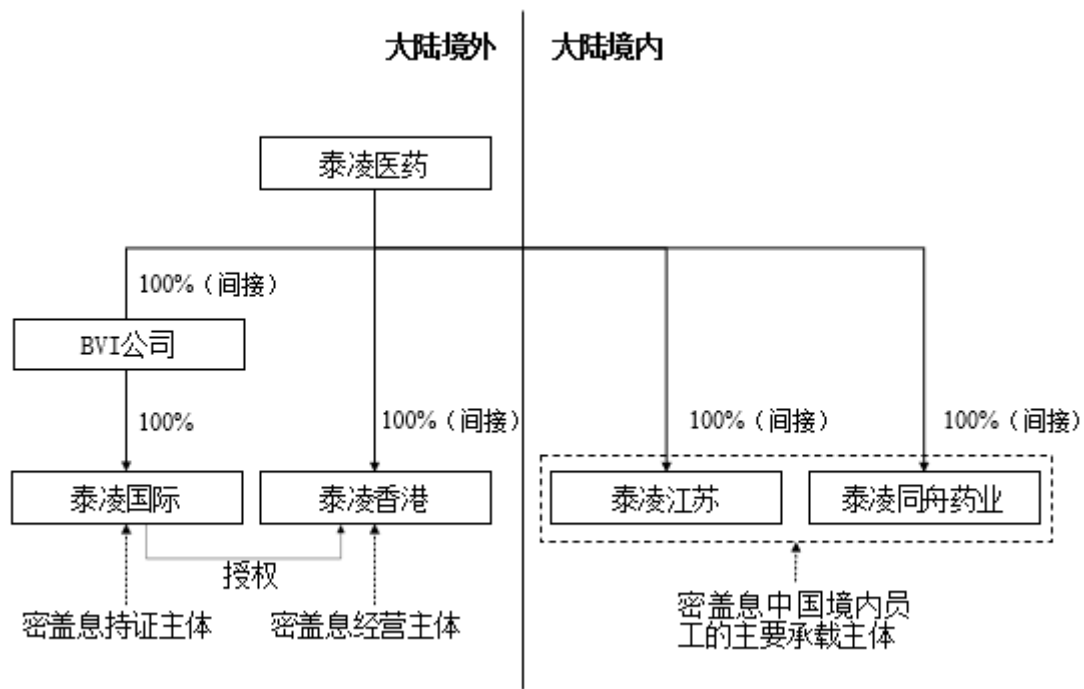 大陆境外
大陆境内
泰凌医药
100%（间接）
BVI公司
100%
100%（间接）
100%（间接）
100%（间接）
泰凌国际
泰凌香港
泰凌江苏
泰凌同舟药业
授权
密盖息持证主体
密盖息经营主体
密盖息中国境内员
工的主要承载主体